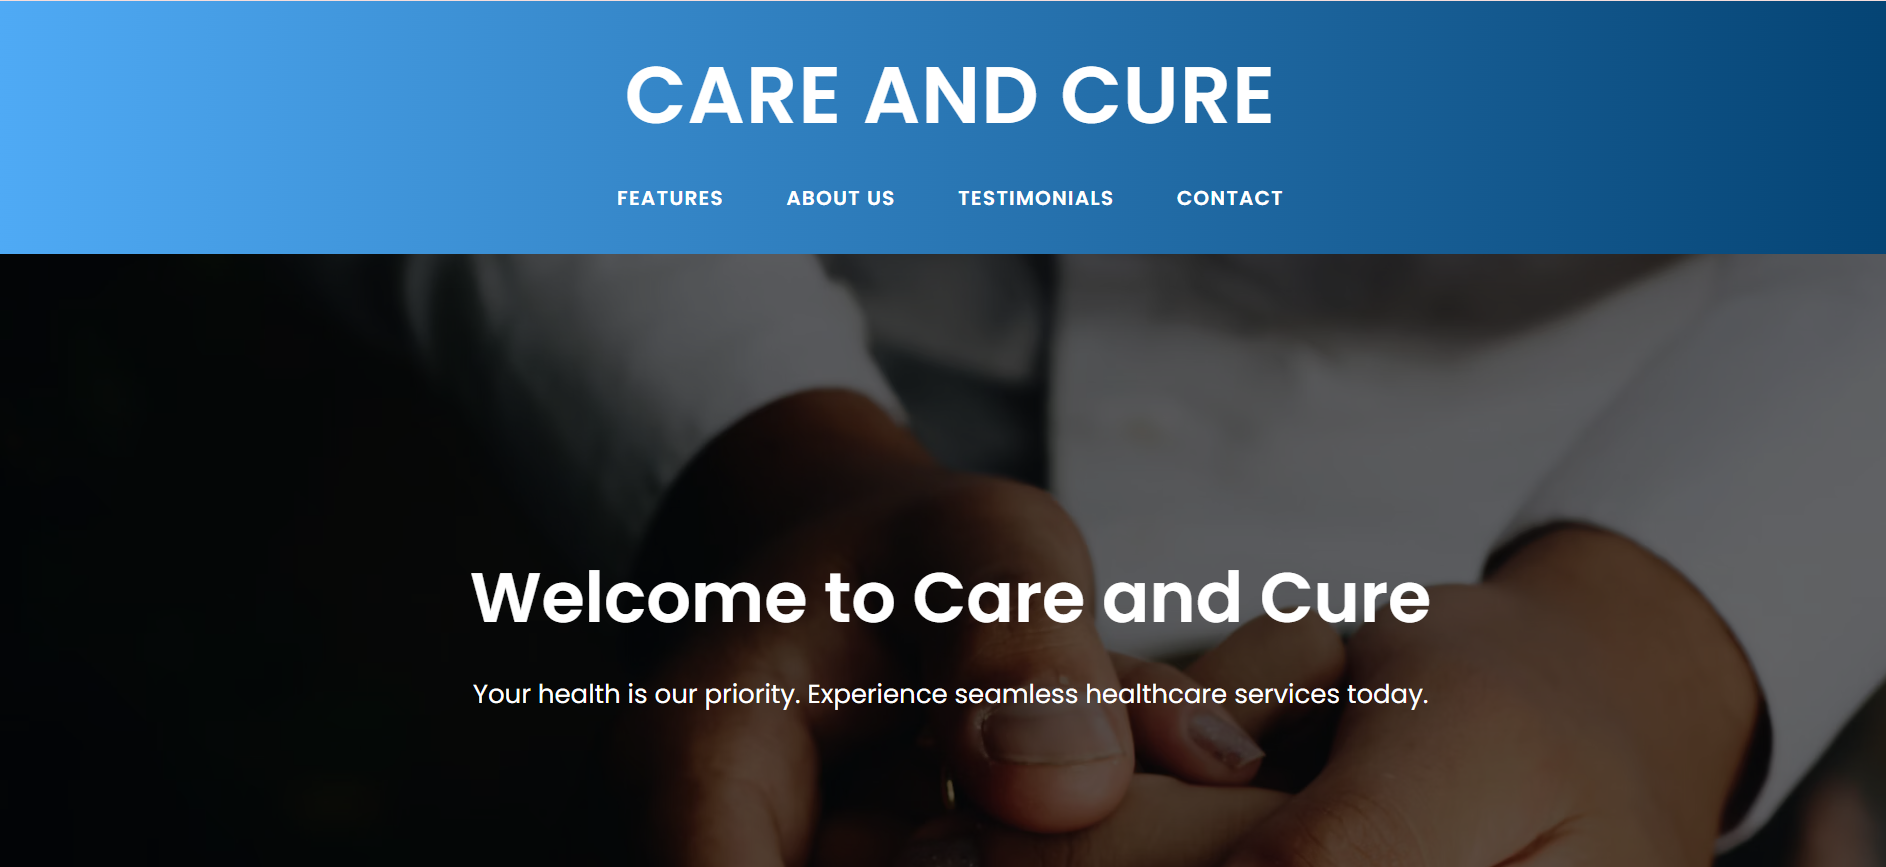 CARE AND CURE
FEATURES ABOUT US TESTIMONIALS CONTACT
Welcome to Care and Cure
Your health is our priority. Experience seamless healthcare services today.